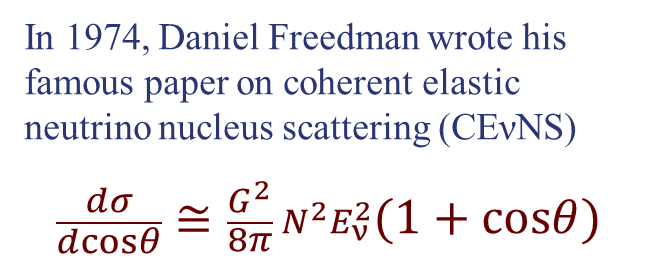 In 1974, Daniel Freedman wrote his
famous paper on coherent elastic
neutrino nucleus scattering (CEνNS)
dσ/dcosθ ≅ G²/8π N²E²ᵥ(1 + cosθ)